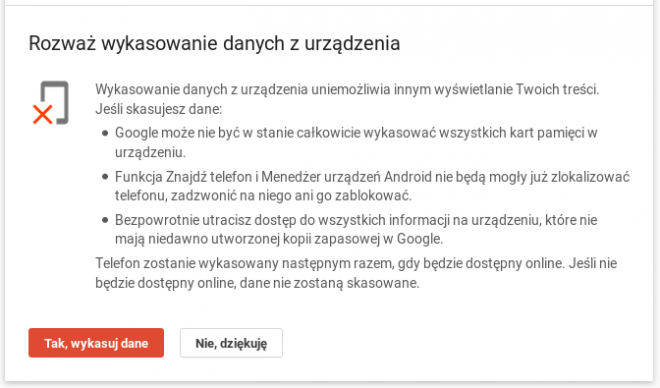 Rozważ wykasowanie danych z urządzenia
Wykasowanie danych z urządzenia uniemożliwia innym wyświetlanie Twoich treści.
Jeśli skasujesz dane:
• Google może nie być w stanie całkowicie wykasować wszystkich kart pamięci w
urządzeniu.
• Funkcja Znajdź telefon i Menedżer urządzeń Android nie będą mogły już zlokalizować
telefonu, zadzwonić na niego ani go zablokować.
• Bezpowrotnie utracisz dostęp do wszystkich informacji na urządzeniu, które nie
mają niedawno utworzonej kopii zapasowej w Google.
Telefon zostanie wykasowany następnym razem, gdy będzie dostępny online. Jeśli nie
będzie dostępny online, dane nie zostaną skasowane.
Tak, wykasuj dane
Nie, dziękuję